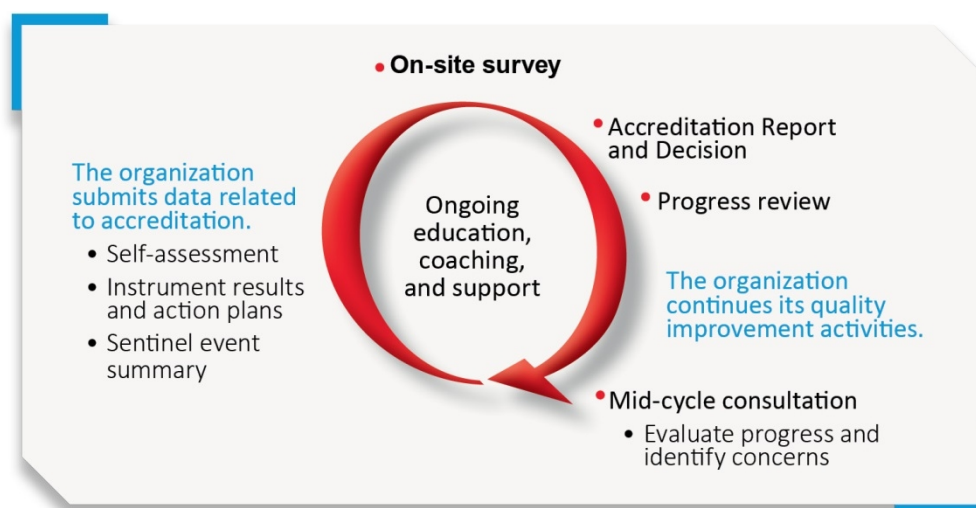 • On-site survey
• Accreditation Report
and Decision
• Progress review
The organization
continues its quality
improvement activities.
• Mid-cycle consultation
• Evaluate progress and
identify concerns
The organization
submits data related
to accreditation.
• Self-assessment
• Instrument results
and action plans
• Sentinel event
summary
Ongoing
education,
coaching,
and support